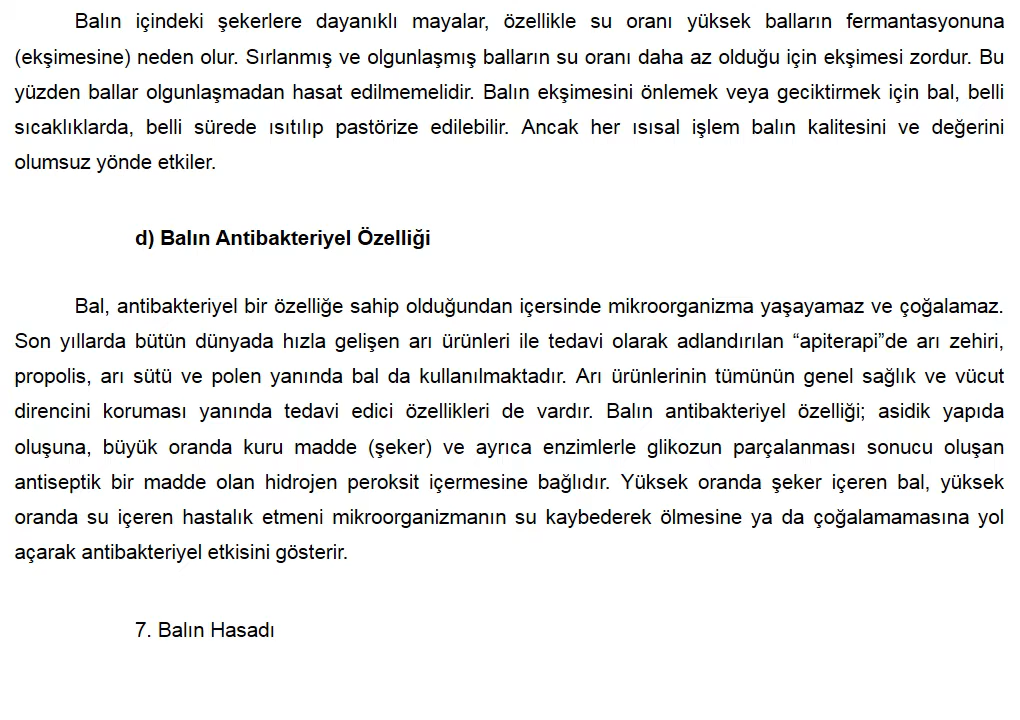 Balın içindeki şekerlere dayanıklı mayalar, özellikle su oranı yüksek balların fermantasyonuna
(ekşimesine) neden olur. Sırlanmış ve olgunlaşmış balların su oranı daha az olduğu için ekşimesi zordur. Bu
yüzden ballar olgunlaşmadan hasat edilmemelidir. Balın ekşimesini önlemek veya geciktirmek için bal, belli
sıcaklıklarda, belli sürede ısıtılıp pastörize edilebilir. Ancak her ısısal işlem balın kalitesini ve değerini
olumsuz yönde etkiler.
d) Balın Antibakteriyel Özelliği
Bal, antibakteriyel bir özelliğe sahip olduğundan içersinde mikroorganizma yaşayamaz ve çoğalamaz.
Son yıllarda bütün dünyada hızla gelişen arı ürünleri ile tedavi olarak adlandırılan “apiterapi”de arı zehiri,
propolis, arı sütü ve polen yanında bal da kullanılmaktadır. Arı ürünlerinin tümünün genel sağlık ve vücut
direncini koruması yanında tedavi edici özellikleri de vardır. Balın antibakteriyel özelliği; asidik yapıda
oluşuna, büyük oranda kuru madde (şeker) ve ayrıca enzimlerle glikozun parçalanması sonucu oluşan
antiseptik bir madde olan hidrojen peroksit içermesine bağlıdır. Yüksek oranda şeker içeren bal, yüksek
oranda su içeren hastalık etmeni mikroorganizmanın su kaybederek ölmesine ya da çoğalamamasına yol
açarak antibakteriyel etkisini gösterir.
7. Balın Hasadı